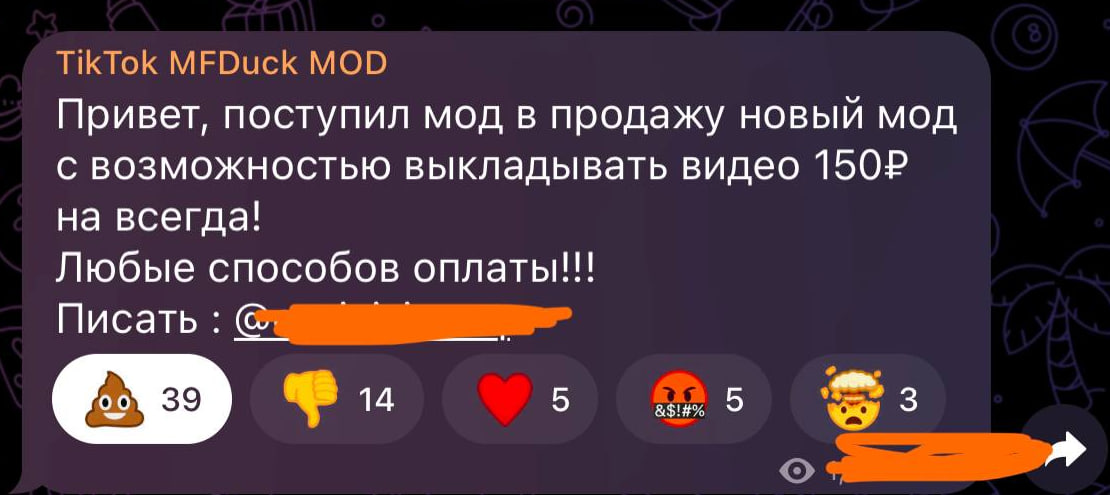 TikTok MFDuck MOD
Привет, поступил мод в продажу новый мод
с возможностью выкладывать видео 150₽
на всегда!
Любые способов оплаты!!!
Писать : @
39 14 5 &$!#% 5 3